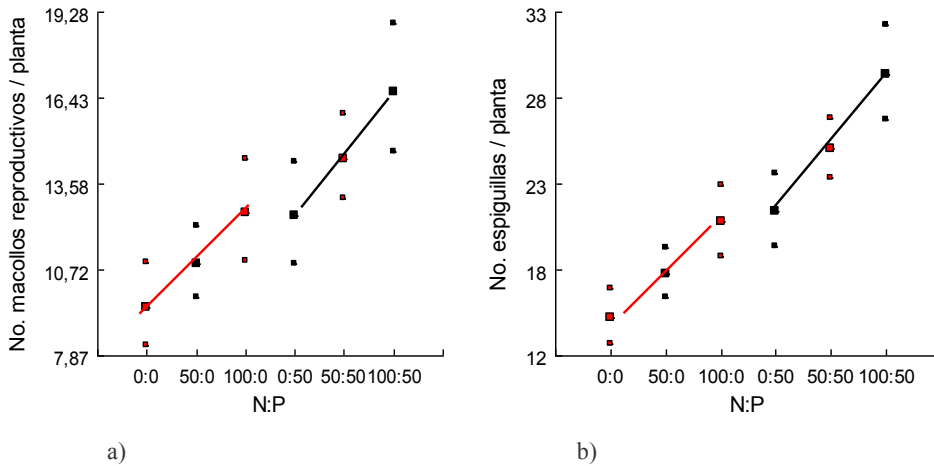 No. macollos reproductivos / planta
19,28
16,43
13,58
10,72
7,87
0:0 50:0 100:0 0:50 50:50 100:50
N:P
a)
No. espiguillas / planta
33
28
23
18
12
0:0 50:0 100:0 0:50 50:50 100:50
N:P
b)